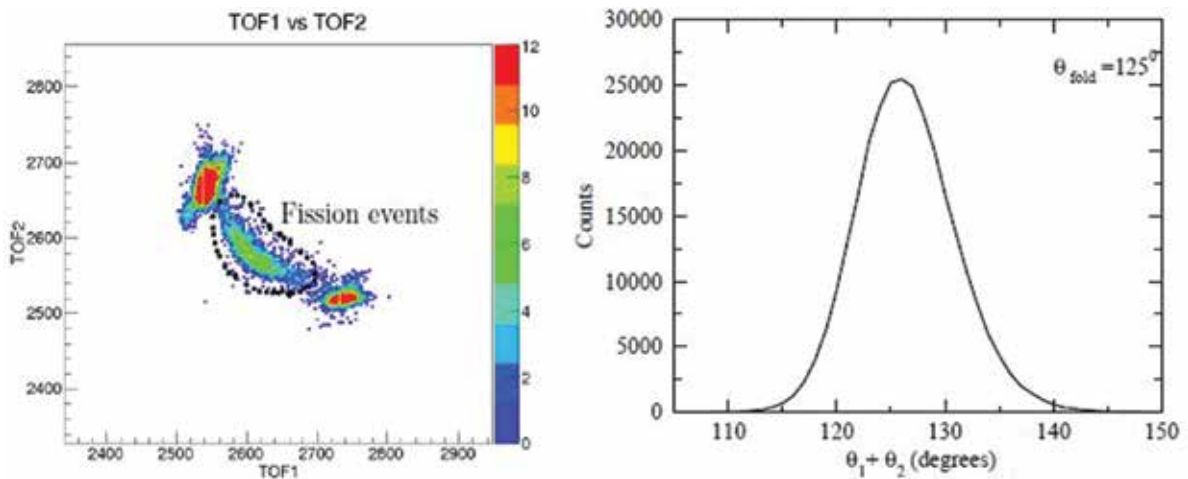 TOF1 vs TOF2
TOF2
2800
2700
2600
2500
2400
Fission events
2400 2500 2600 2700 2800 2900
TOF1
12
10
8
6
4
2
0
Counts
30000
25000
20000
15000
10000
5000
0
θfold=125⁰
110 120 130 140 150
θ1+ θ2 (degrees)